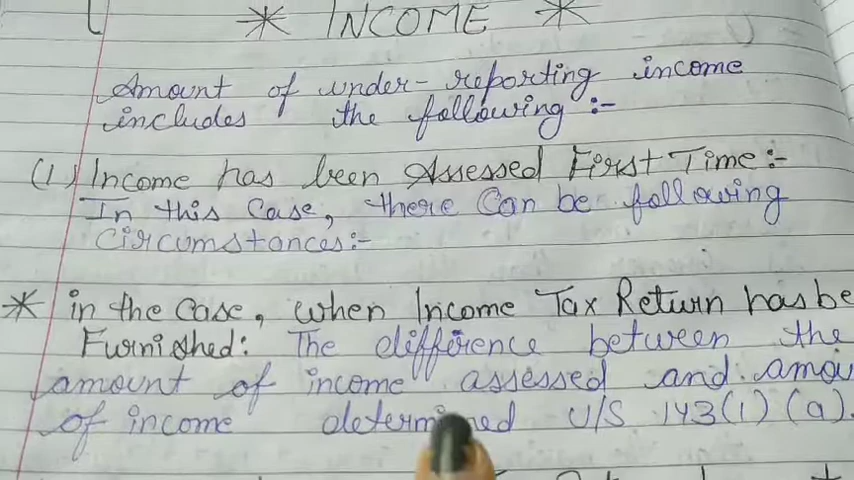 * INCOME *
Amount of under-reporting income
includes the following :-
(1) Income has been Assessed First Time:-
In this Case, there Can be following
Circumstances:-
* in the Case, when Income Tax Return has be
Furnished: The difference between the
amount of income assessed and amou
of income determined U/S 143(1)(a).